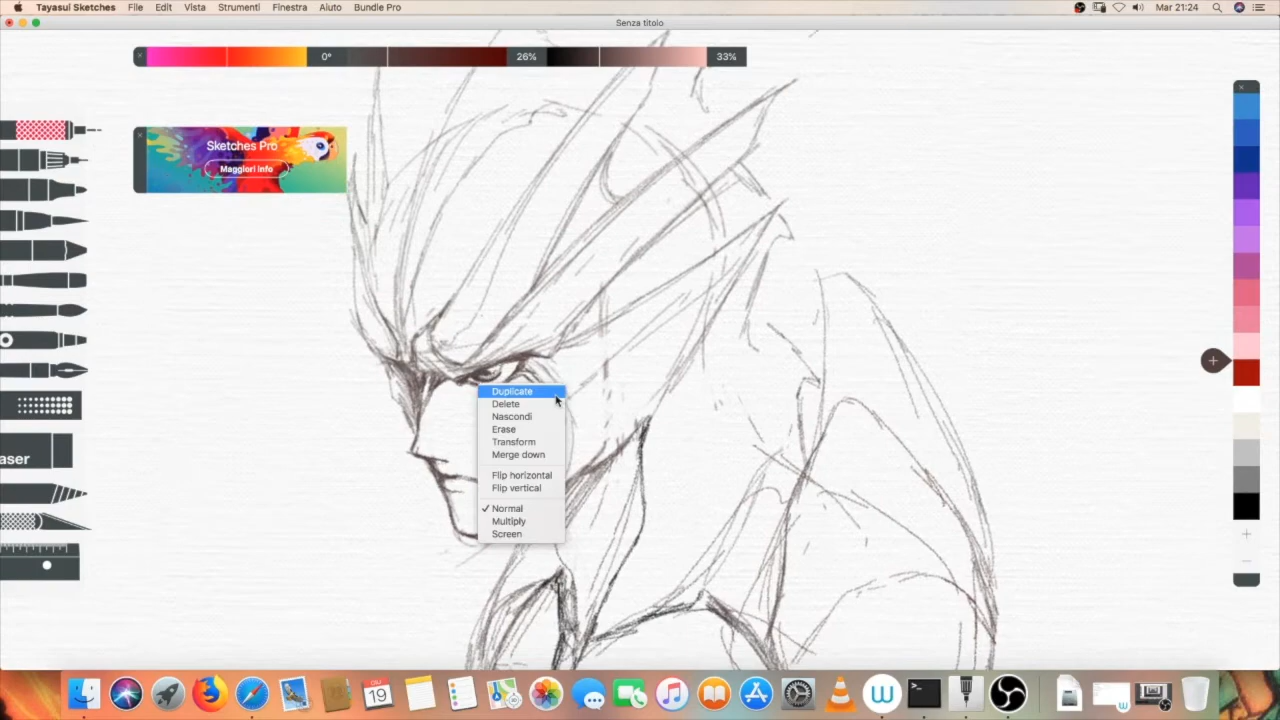 Tayasui Sketches File Edit Vista Strumenti Finestra Aiuto Bundle Pro Mar 21:24
Senza titolo
0° 26% 33%
Sketches Pro
Maggiori info
Duplicate
Delete
Nascondi
Erase
Transform
Merge down
Flip horizontal
Flip vertical
✓ Normal
Multiply
Screen
aser
GIU
19